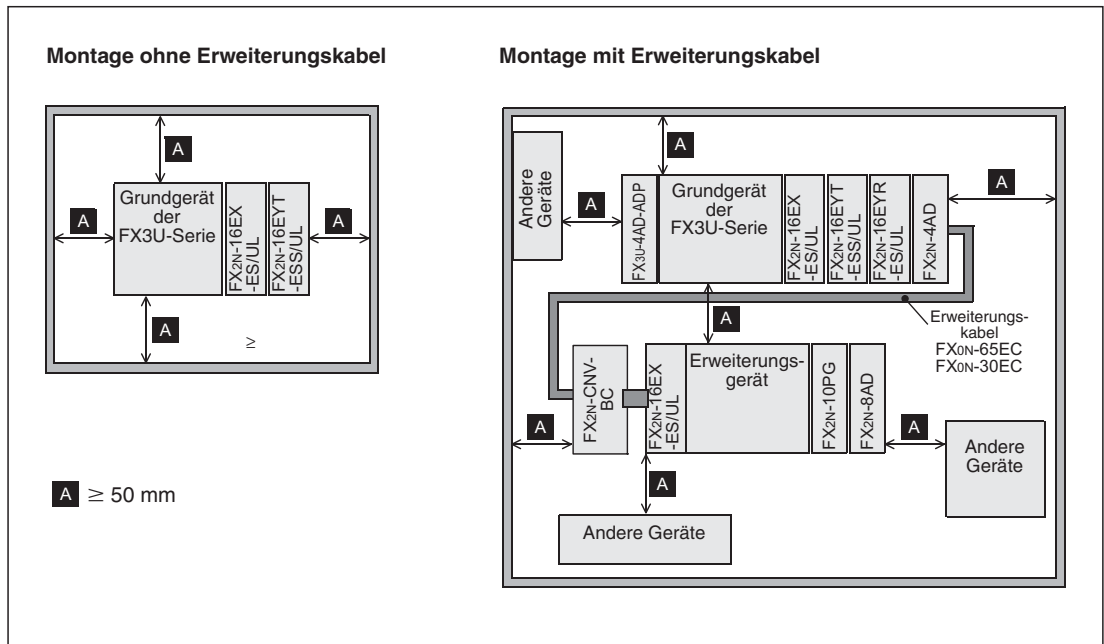 Montage ohne Erweiterungskabel
A
Grundgerät
der
FX3U-Serie
FX2N-16EX
-ES/UL
FX2N-16EYT
-ESS/UL
A
A
A
≥
A ≥ 50 mm
Montage mit Erweiterungskabel
Andere
Geräte
A
A
FX3U-4AD-ADP
Grundgerät
der
FX3U-Serie
FX2N-16EX
-ES/UL
FX2N-16EYT
-ESS/UL
FX2N-16EYR
-ES/UL
FX2N-4AD
A
A
Erweiterungs-
kabel
FX0N-65EC
FX0N-30EC
FX2N-CNV-
BC
FX2N-16EX
-ES/UL
Erweiterungs-
gerät
FX2N-10PG
FX2N-8AD
A
A
Andere
Geräte
A
Andere Geräte